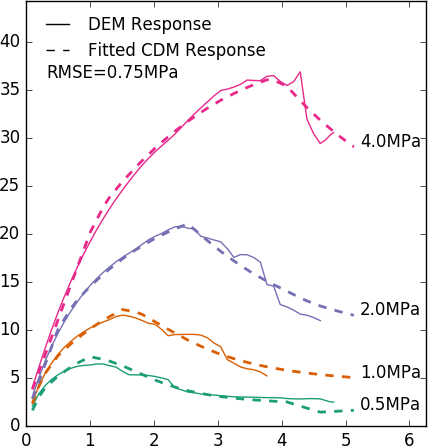 DEM Response
Fitted CDM Response
RMSE=0.75MPa
40
35
30
25
20
15
10
5
0
4.0MPa
2.0MPa
1.0MPa
0.5MPa
0 1 2 3 4 5 6